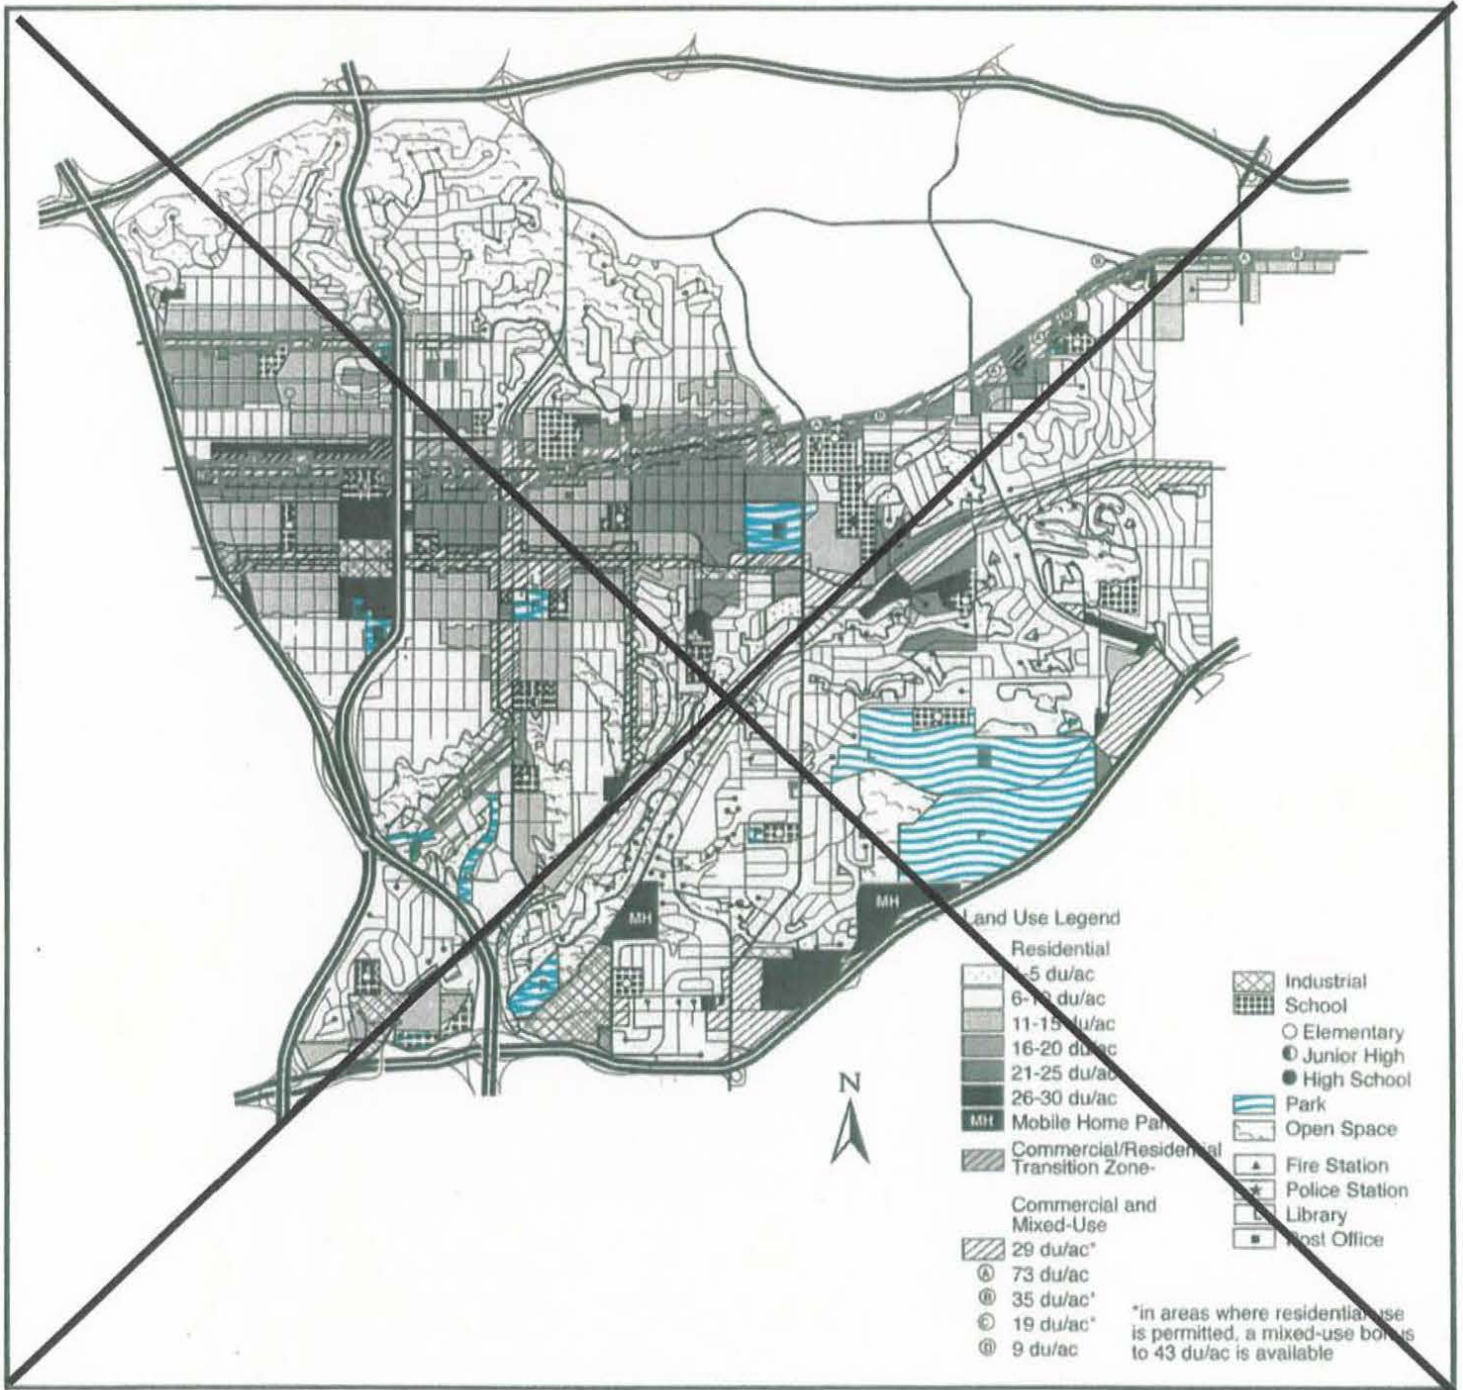 MH
MH
N
Land Use Legend
Residential
-5 du/ac
6-10 du/ac
11-15 du/ac
16-20 du/ac
21-25 du/ac
26-30 du/ac
MH Mobile Home Park
Commercial/Residential
Transition Zone-
Commercial and
Mixed-Use
29 du/ac*
A 73 du/ac
B 35 du/ac*
C 19 du/ac*
D 9 du/ac
Industrial
School
Elementary
Junior High
High School
Park
Open Space
Fire Station
Police Station
L Library
Post Office
*in areas where residential use
is permitted, a mixed-use bonus
to 43 du/ac is available